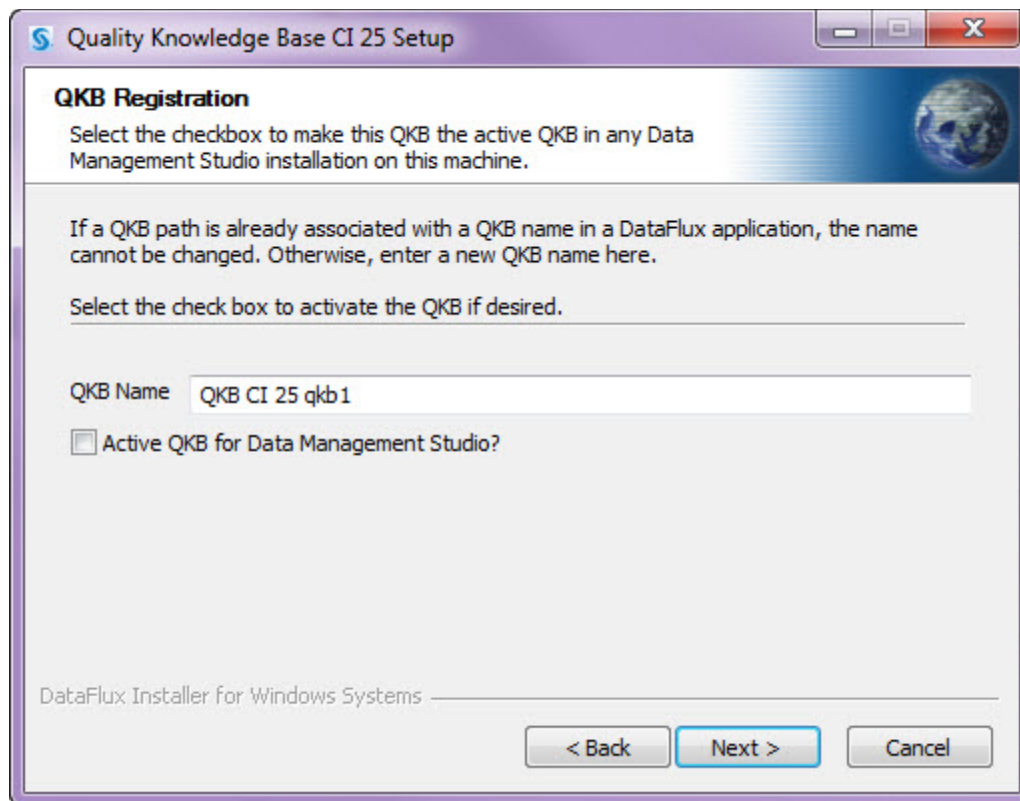 Quality Knowledge Base CI 25 Setup
QKB Registration
Select the checkbox to make this QKB the active QKB in any Data
Management Studio installation on this machine.
If a QKB path is already associated with a QKB name in a DataFlux application, the name
cannot be changed. Otherwise, enter a new QKB name here.
Select the check box to activate the QKB if desired.
QKB Name QKB CI 25 qkb1
Active QKB for Data Management Studio?
DataFlux Installer for Windows Systems
< Back Next > Cancel